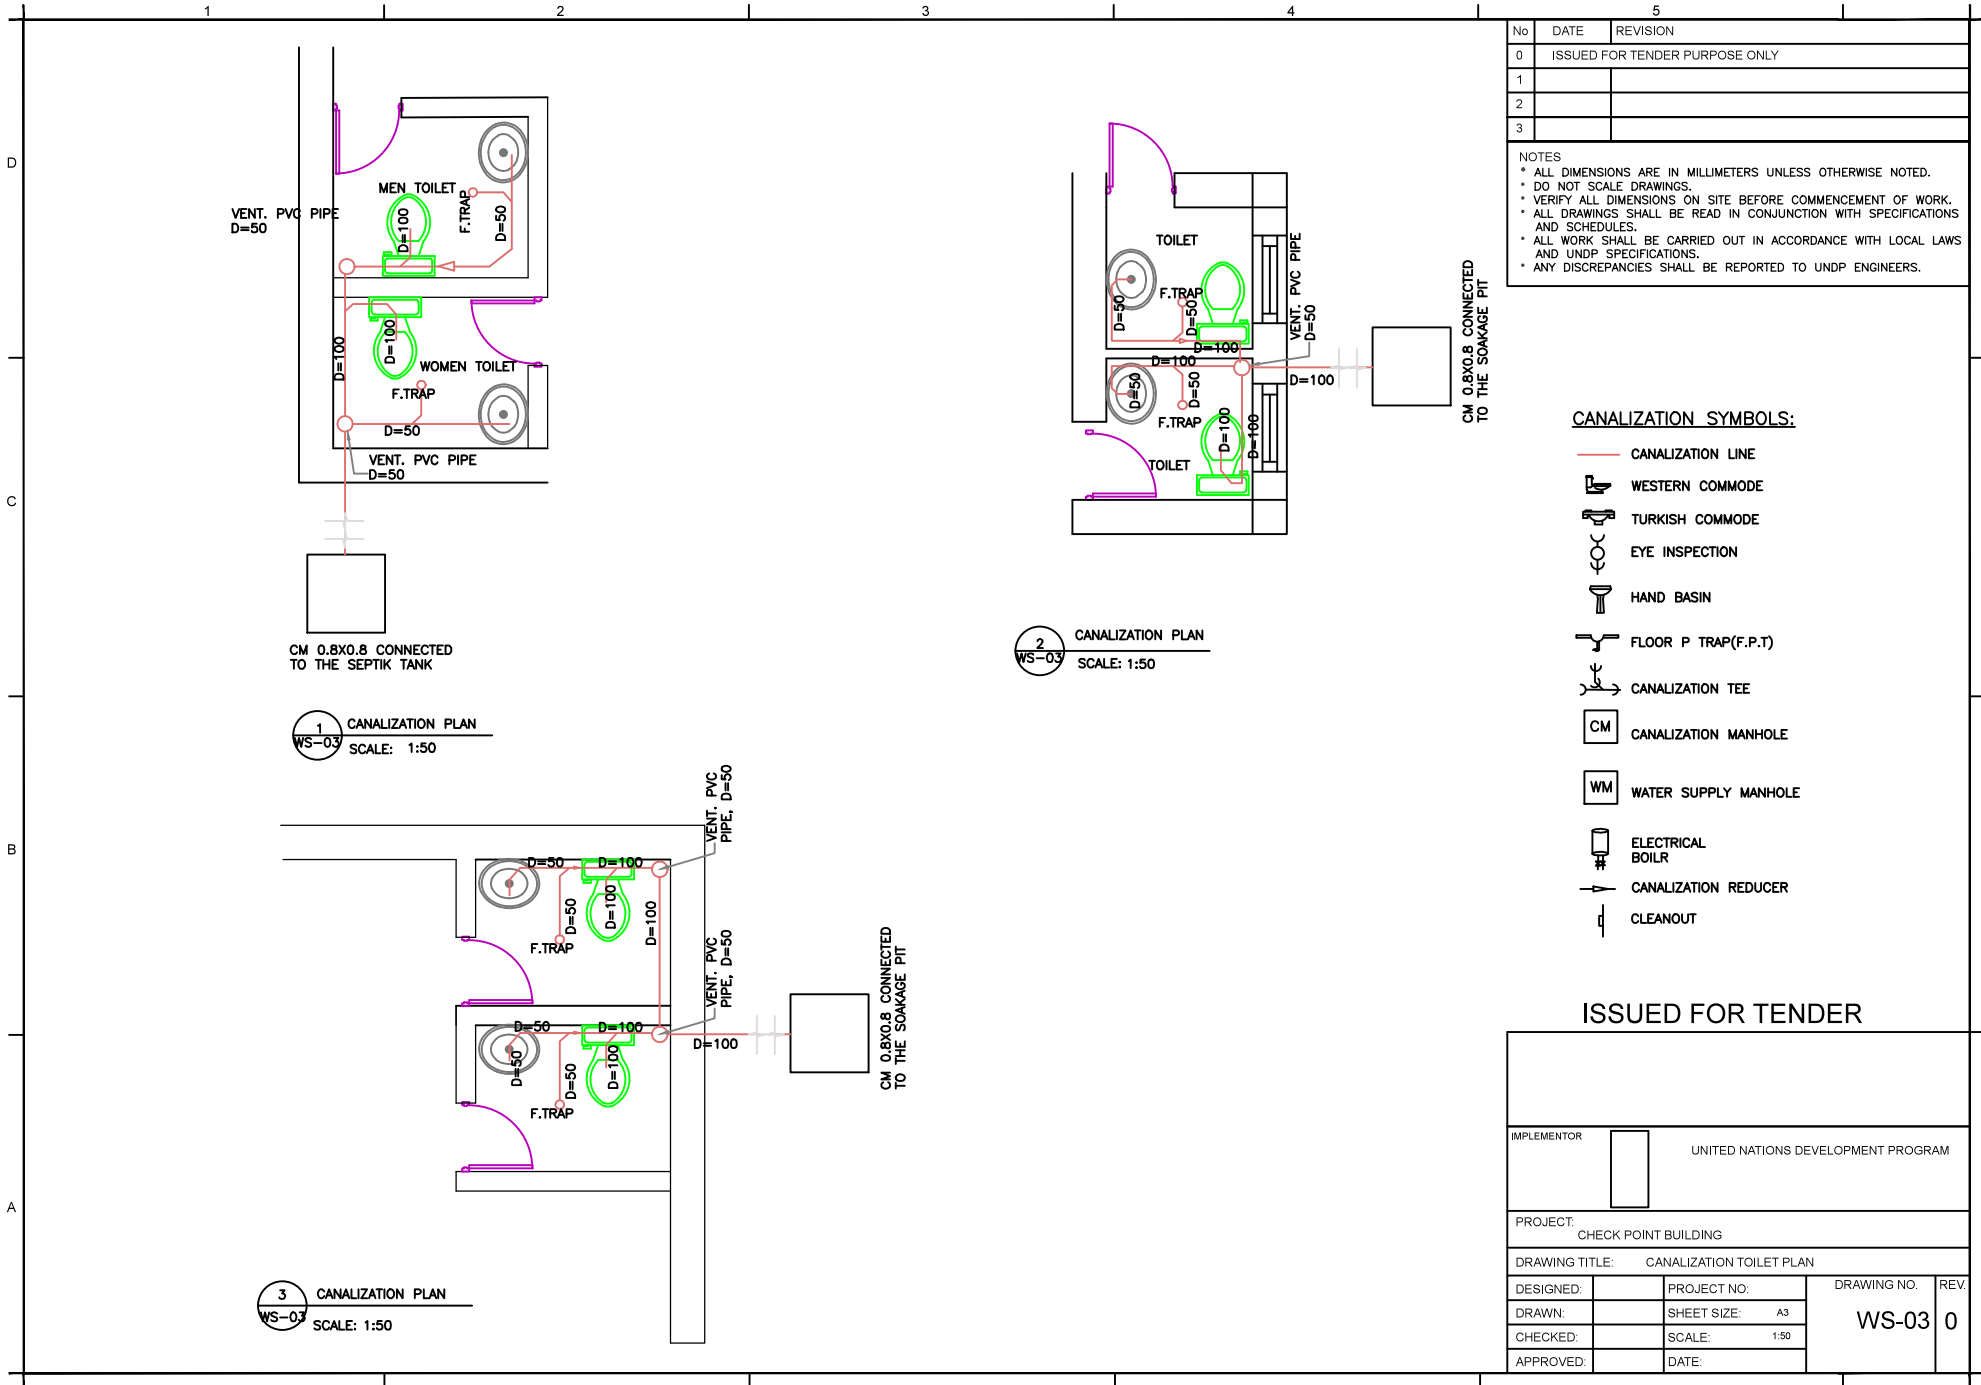 1
2
3
4
5
D
C
B
A
No DATE REVISION
0 ISSUED FOR TENDER PURPOSE ONLY
1
2
3
NOTES
* ALL DIMENSIONS ARE IN MILLIMETERS UNLESS OTHERWISE NOTED.
* DO NOT SCALE DRAWINGS.
* VERIFY ALL DIMENSIONS ON SITE BEFORE COMMENCEMENT OF WORK.
* ALL DRAWINGS SHALL BE READ IN CONJUNCTION WITH SPECIFICATIONS
AND SCHEDULES.
* ALL WORK SHALL BE CARRIED OUT IN ACCORDANCE WITH LOCAL LAWS
AND UNDP SPECIFICATIONS.
* ANY DISCREPANCIES SHALL BE REPORTED TO UNDP ENGINEERS.
MEN TOILET
F.TRAP
D=100
D=50
VENT. PVC PIPE
D=50
D=100
D=100
WOMEN TOILET
F.TRAP
D=50
VENT. PVC PIPE
D=50
CM 0.8X0.8 CONNECTED
TO THE SEPTIK TANK
1
WS-03
CANALIZATION PLAN
SCALE: 1:50
TOILET
F.TRAP
D=50
D=50
D=100
VENT. PVC PIPE
D=50
D=100
D=50
D=50
F.TRAP
D=100
D=100
TOILET
D=100
CM 0.8X0.8 CONNECTED
TO THE SOAKAGE PIT
2
WS-03
CANALIZATION PLAN
SCALE: 1:50
VENT. PVC
PIPE, D=50
D=50
D=100
D=50
D=100
D=100
F.TRAP
VENT. PVC
PIPE, D=50
D=50
D=100
D=50
D=50
D=100
F.TRAP
D=100
CM 0.8X0.8 CONNECTED
TO THE SOAKAGE PIT
3
WS-03
CANALIZATION PLAN
SCALE: 1:50
CANALIZATION SYMBOLS:
CANALIZATION LINE
WESTERN COMMODE
TURKISH COMMODE
EYE INSPECTION
HAND BASIN
FLOOR P TRAP(F.P.T)
CANALIZATION TEE
CM CANALIZATION MANHOLE
WM WATER SUPPLY MANHOLE
ELECTRICAL
BOILR
CANALIZATION REDUCER
CLEANOUT
ISSUED FOR TENDER
IMPLEMENTOR
UNITED NATIONS DEVELOPMENT PROGRAM
PROJECT:
CHECK POINT BUILDING
DRAWING TITLE: CANALIZATION TOILET PLAN
DESIGNED: PROJECT NO: DRAWING NO. REV.
DRAWN: SHEET SIZE: A3
WS-03 0
CHECKED: SCALE: 1:50
APPROVED: DATE: